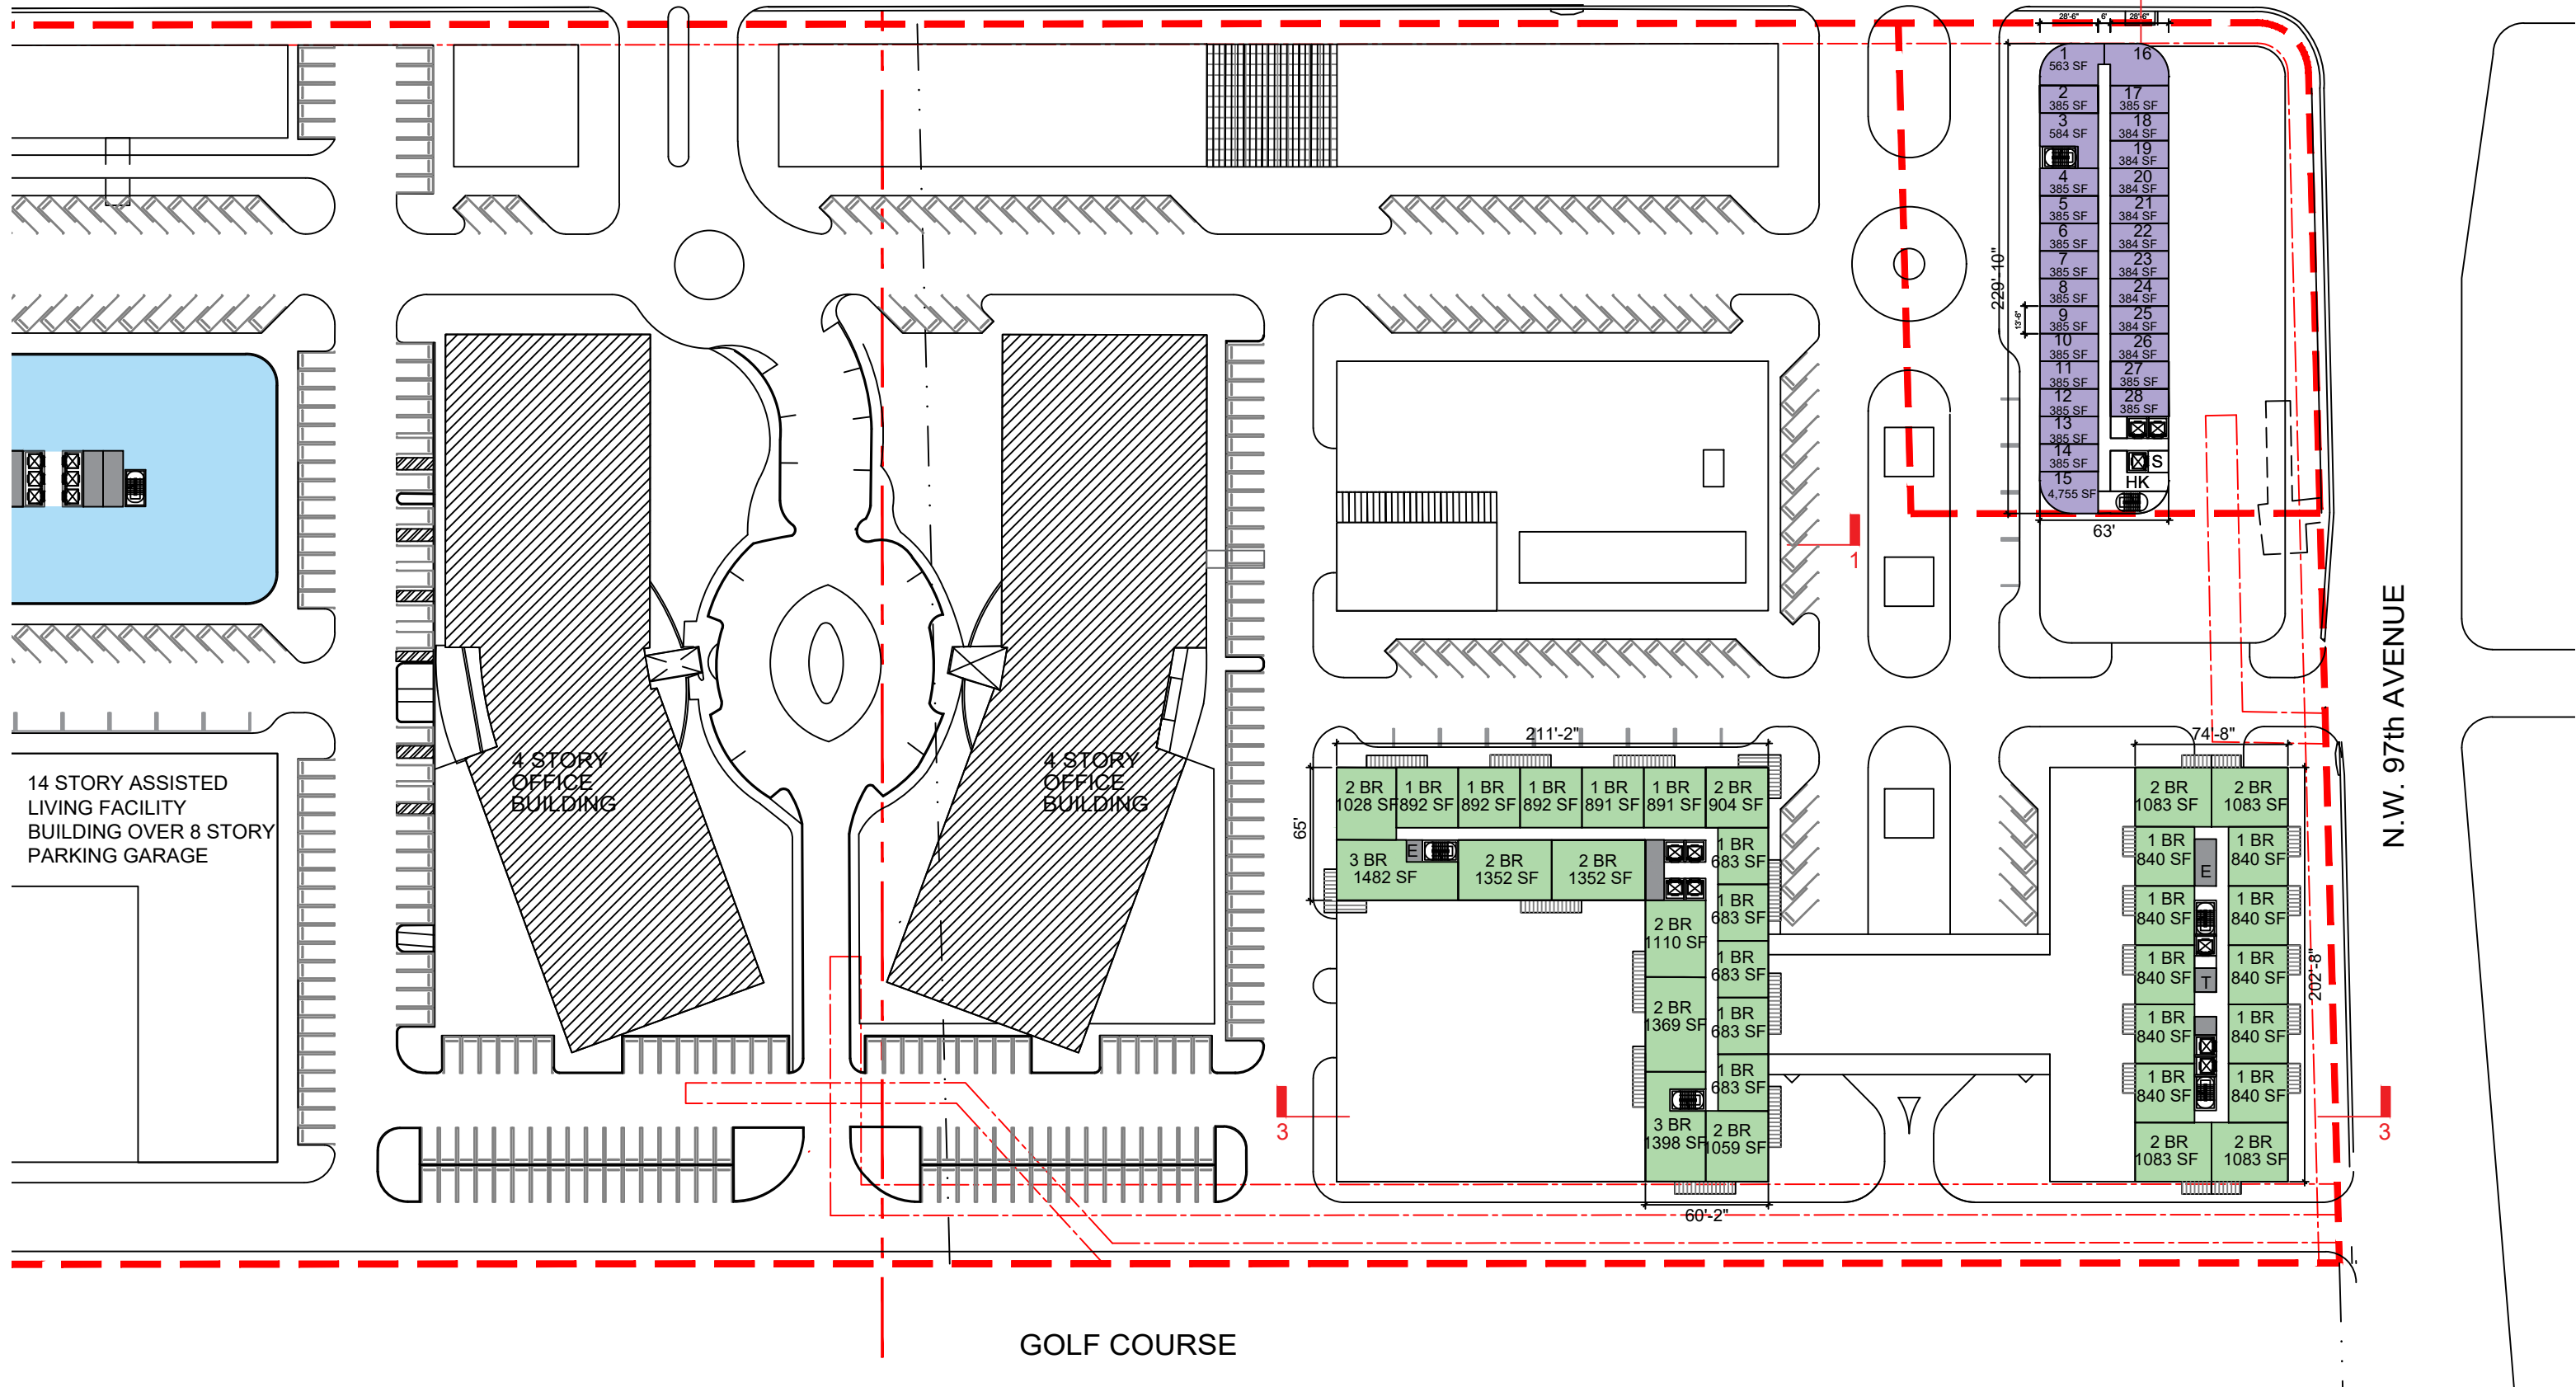 28'-6"
6'
28'-6"
1
563 SF
2
385 SF
3
584 SF
4
385 SF
5
385 SF
6
385 SF
7
385 SF
8
385 SF
9
385 SF
10
385 SF
11
385 SF
12
385 SF
13
385 SF
14
385 SF
15
4,755 SF
16
17
385 SF
18
384 SF
19
384 SF
20
384 SF
21
384 SF
22
384 SF
23
384 SF
24
384 SF
25
384 SF
26
384 SF
27
385 SF
28
385 SF
S
HK
229'-10"
13'-6"
63'
1
N.W. 97th AVENUE
14 STORY ASSISTED
LIVING FACILITY
BUILDING OVER 8 STORY
PARKING GARAGE
4 STORY
OFFICE
BUILDING
4 STORY
OFFICE
BUILDING
211'-2"
65'
2 BR
1028 SF
1 BR
892 SF
1 BR
892 SF
1 BR
892 SF
1 BR
891 SF
1 BR
891 SF
2 BR
904 SF
3 BR
1482 SF
E
2 BR
1352 SF
2 BR
1352 SF
1 BR
683 SF
1 BR
683 SF
1 BR
683 SF
1 BR
683 SF
1 BR
683 SF
2 BR
1110 SF
2 BR
1369 SF
3 BR
1398 SF
2 BR
1059 SF
60'-2"
74'-8"
2 BR
1083 SF
2 BR
1083 SF
1 BR
840 SF
1 BR
840 SF
1 BR
840 SF
1 BR
840 SF
1 BR
840 SF
1 BR
840 SF
1 BR
840 SF
1 BR
840 SF
1 BR
840 SF
1 BR
840 SF
2 BR
1083 SF
2 BR
1083 SF
E
T
202'-8"
3
3
GOLF COURSE